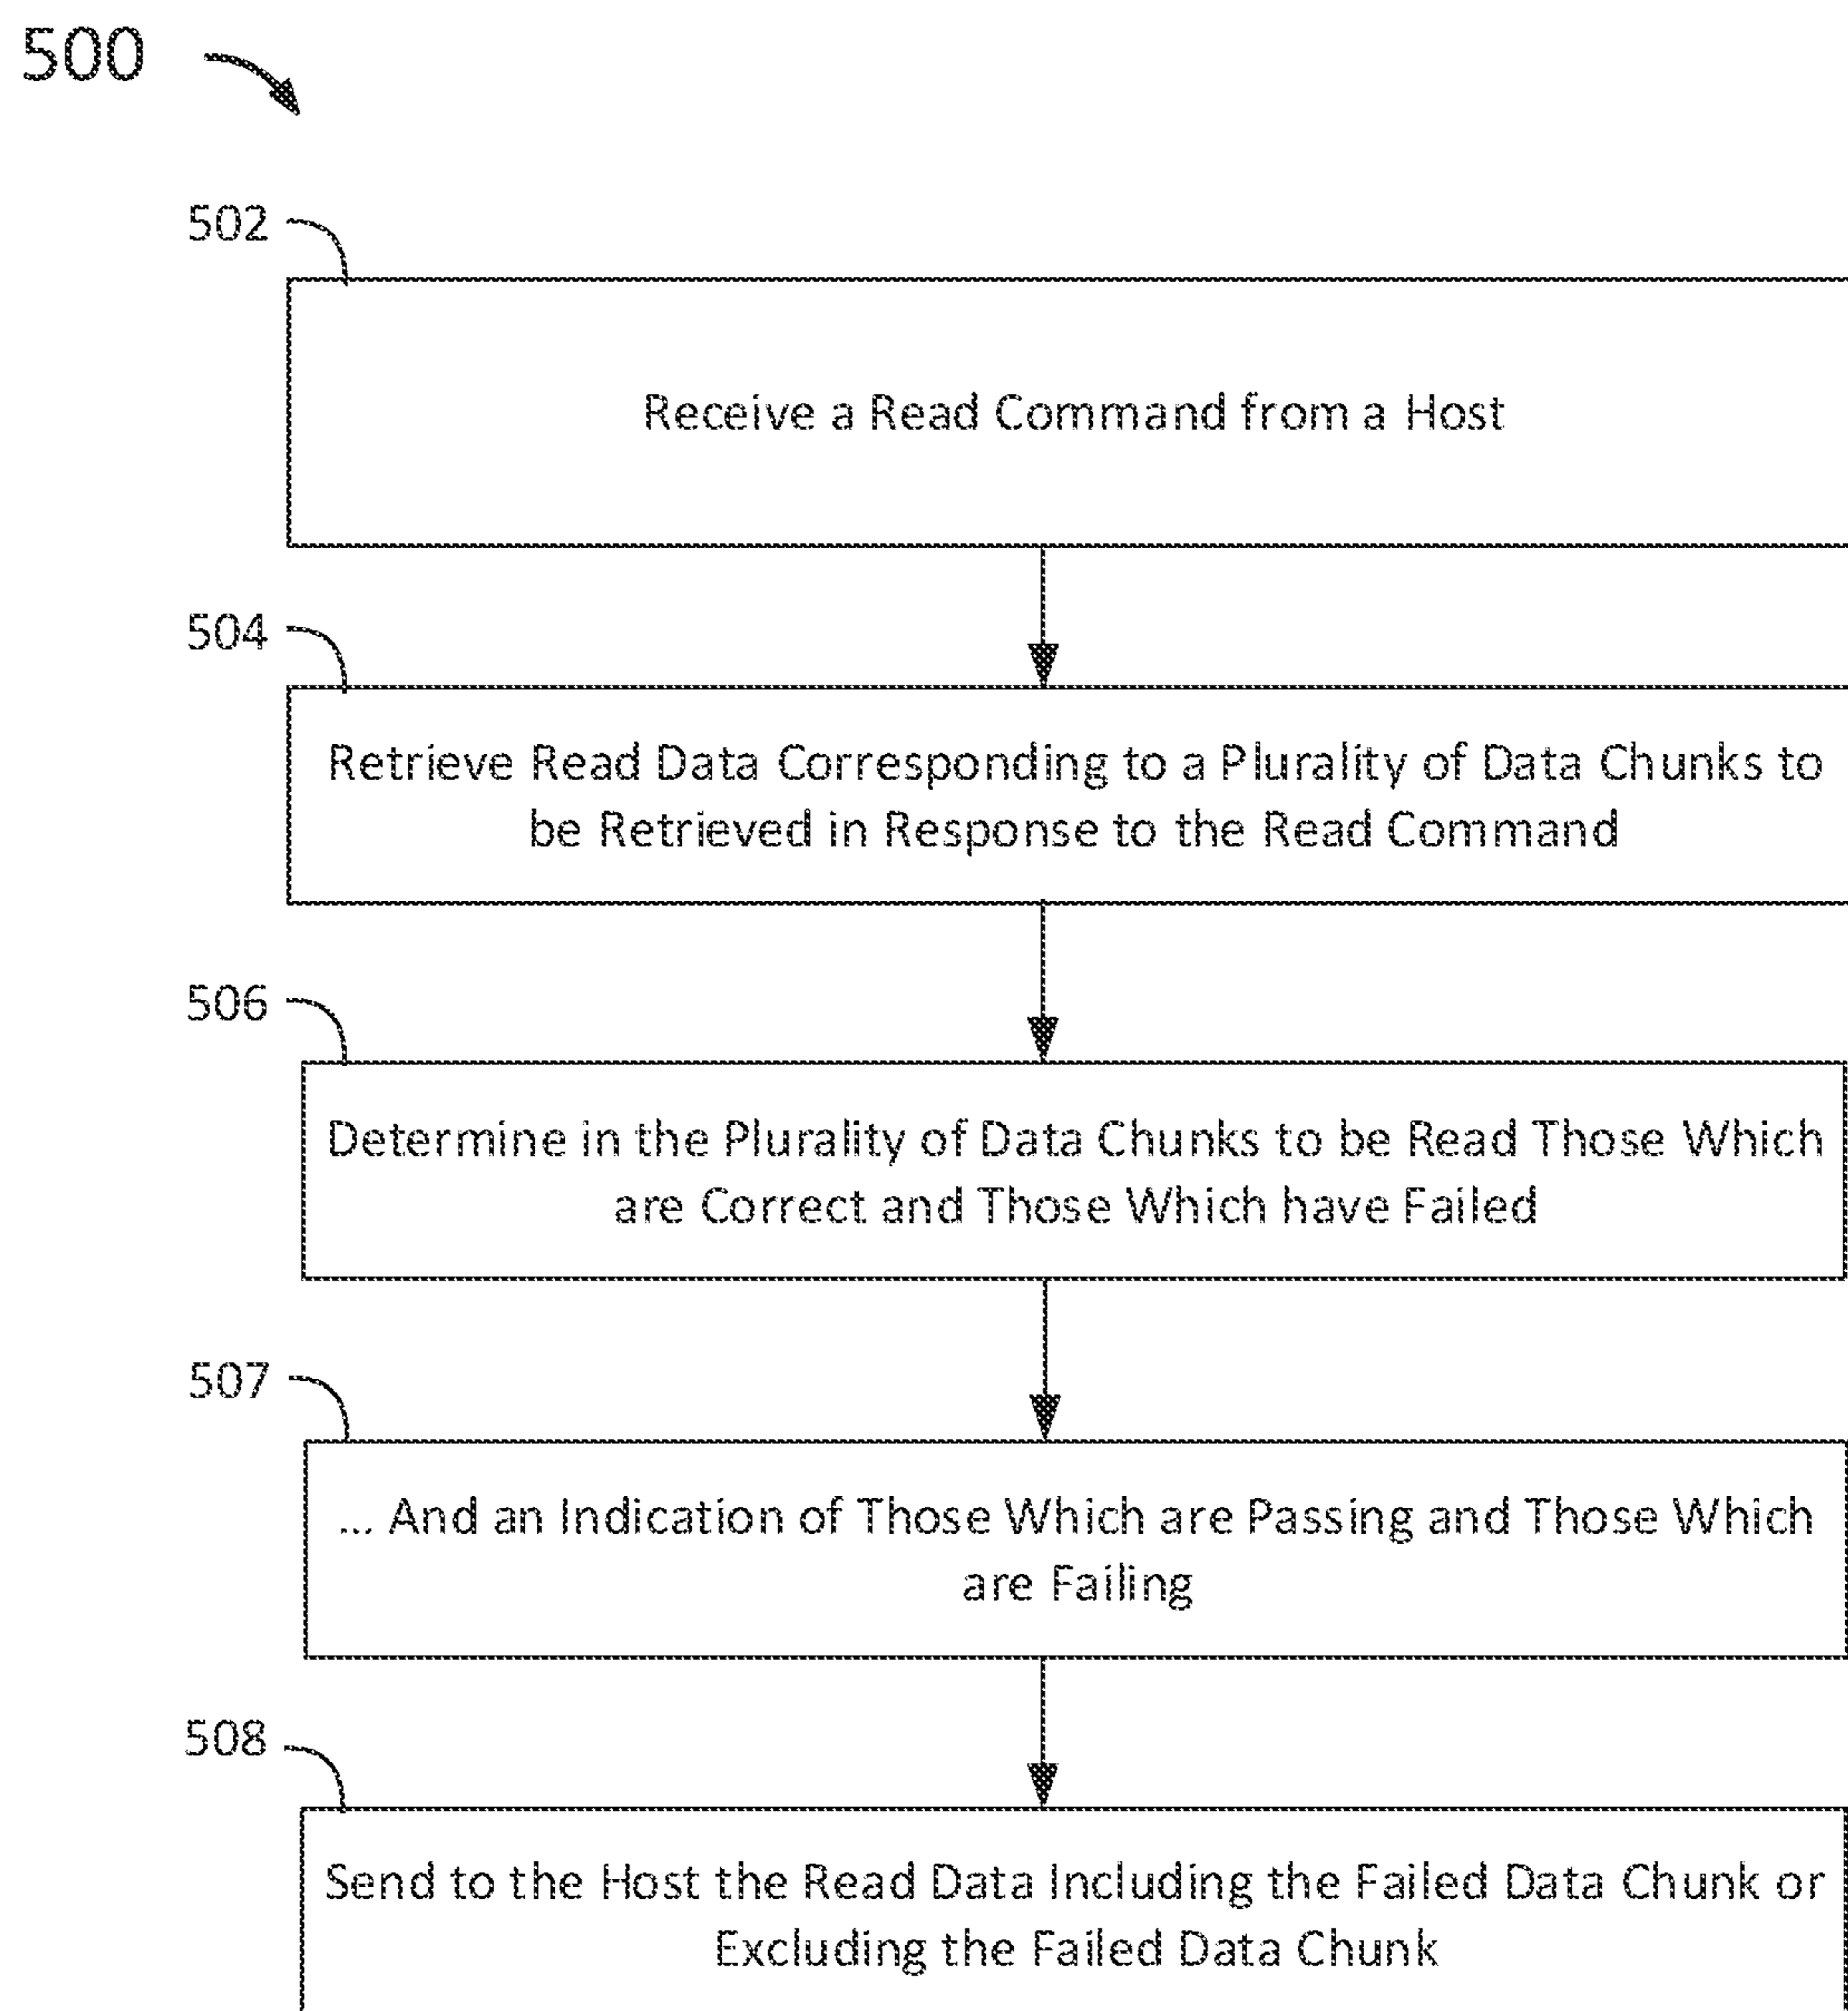 500
502
Receive a Read Command from a Host
504
Retrieve Read Data Corresponding to a Plurality of Data Chunks to
be Retrieved in Response to the Read Command
506
Determine in the Plurality of Data Chunks to be Read Those Which
are Correct and Those Which have Failed
507
... And an Indication of Those Which are Passing and Those Which
are Failing
508
Send to the Host the Read Data Including the Failed Data Chunk or
Excluding the Failed Data Chunk